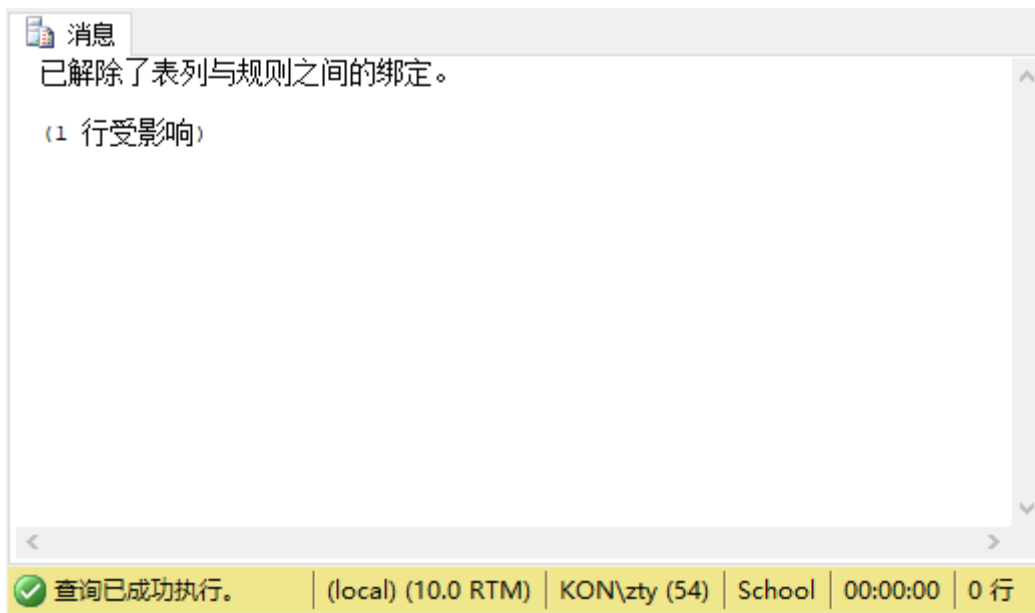 消息
已解除了表列与规则之间的绑定。
(1 行受影响)
查询已成功执行。 (local) (10.0 RTM) KON\zty (54) School 00:00:00 0 行